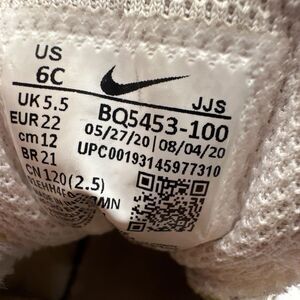 US
6C
JJS
UK 5.5
BQ5453-100
EUR 22
05/27/20 | 08/04/20
cm 12
UPC00193145977310
BR 21
CN 120(2.5)